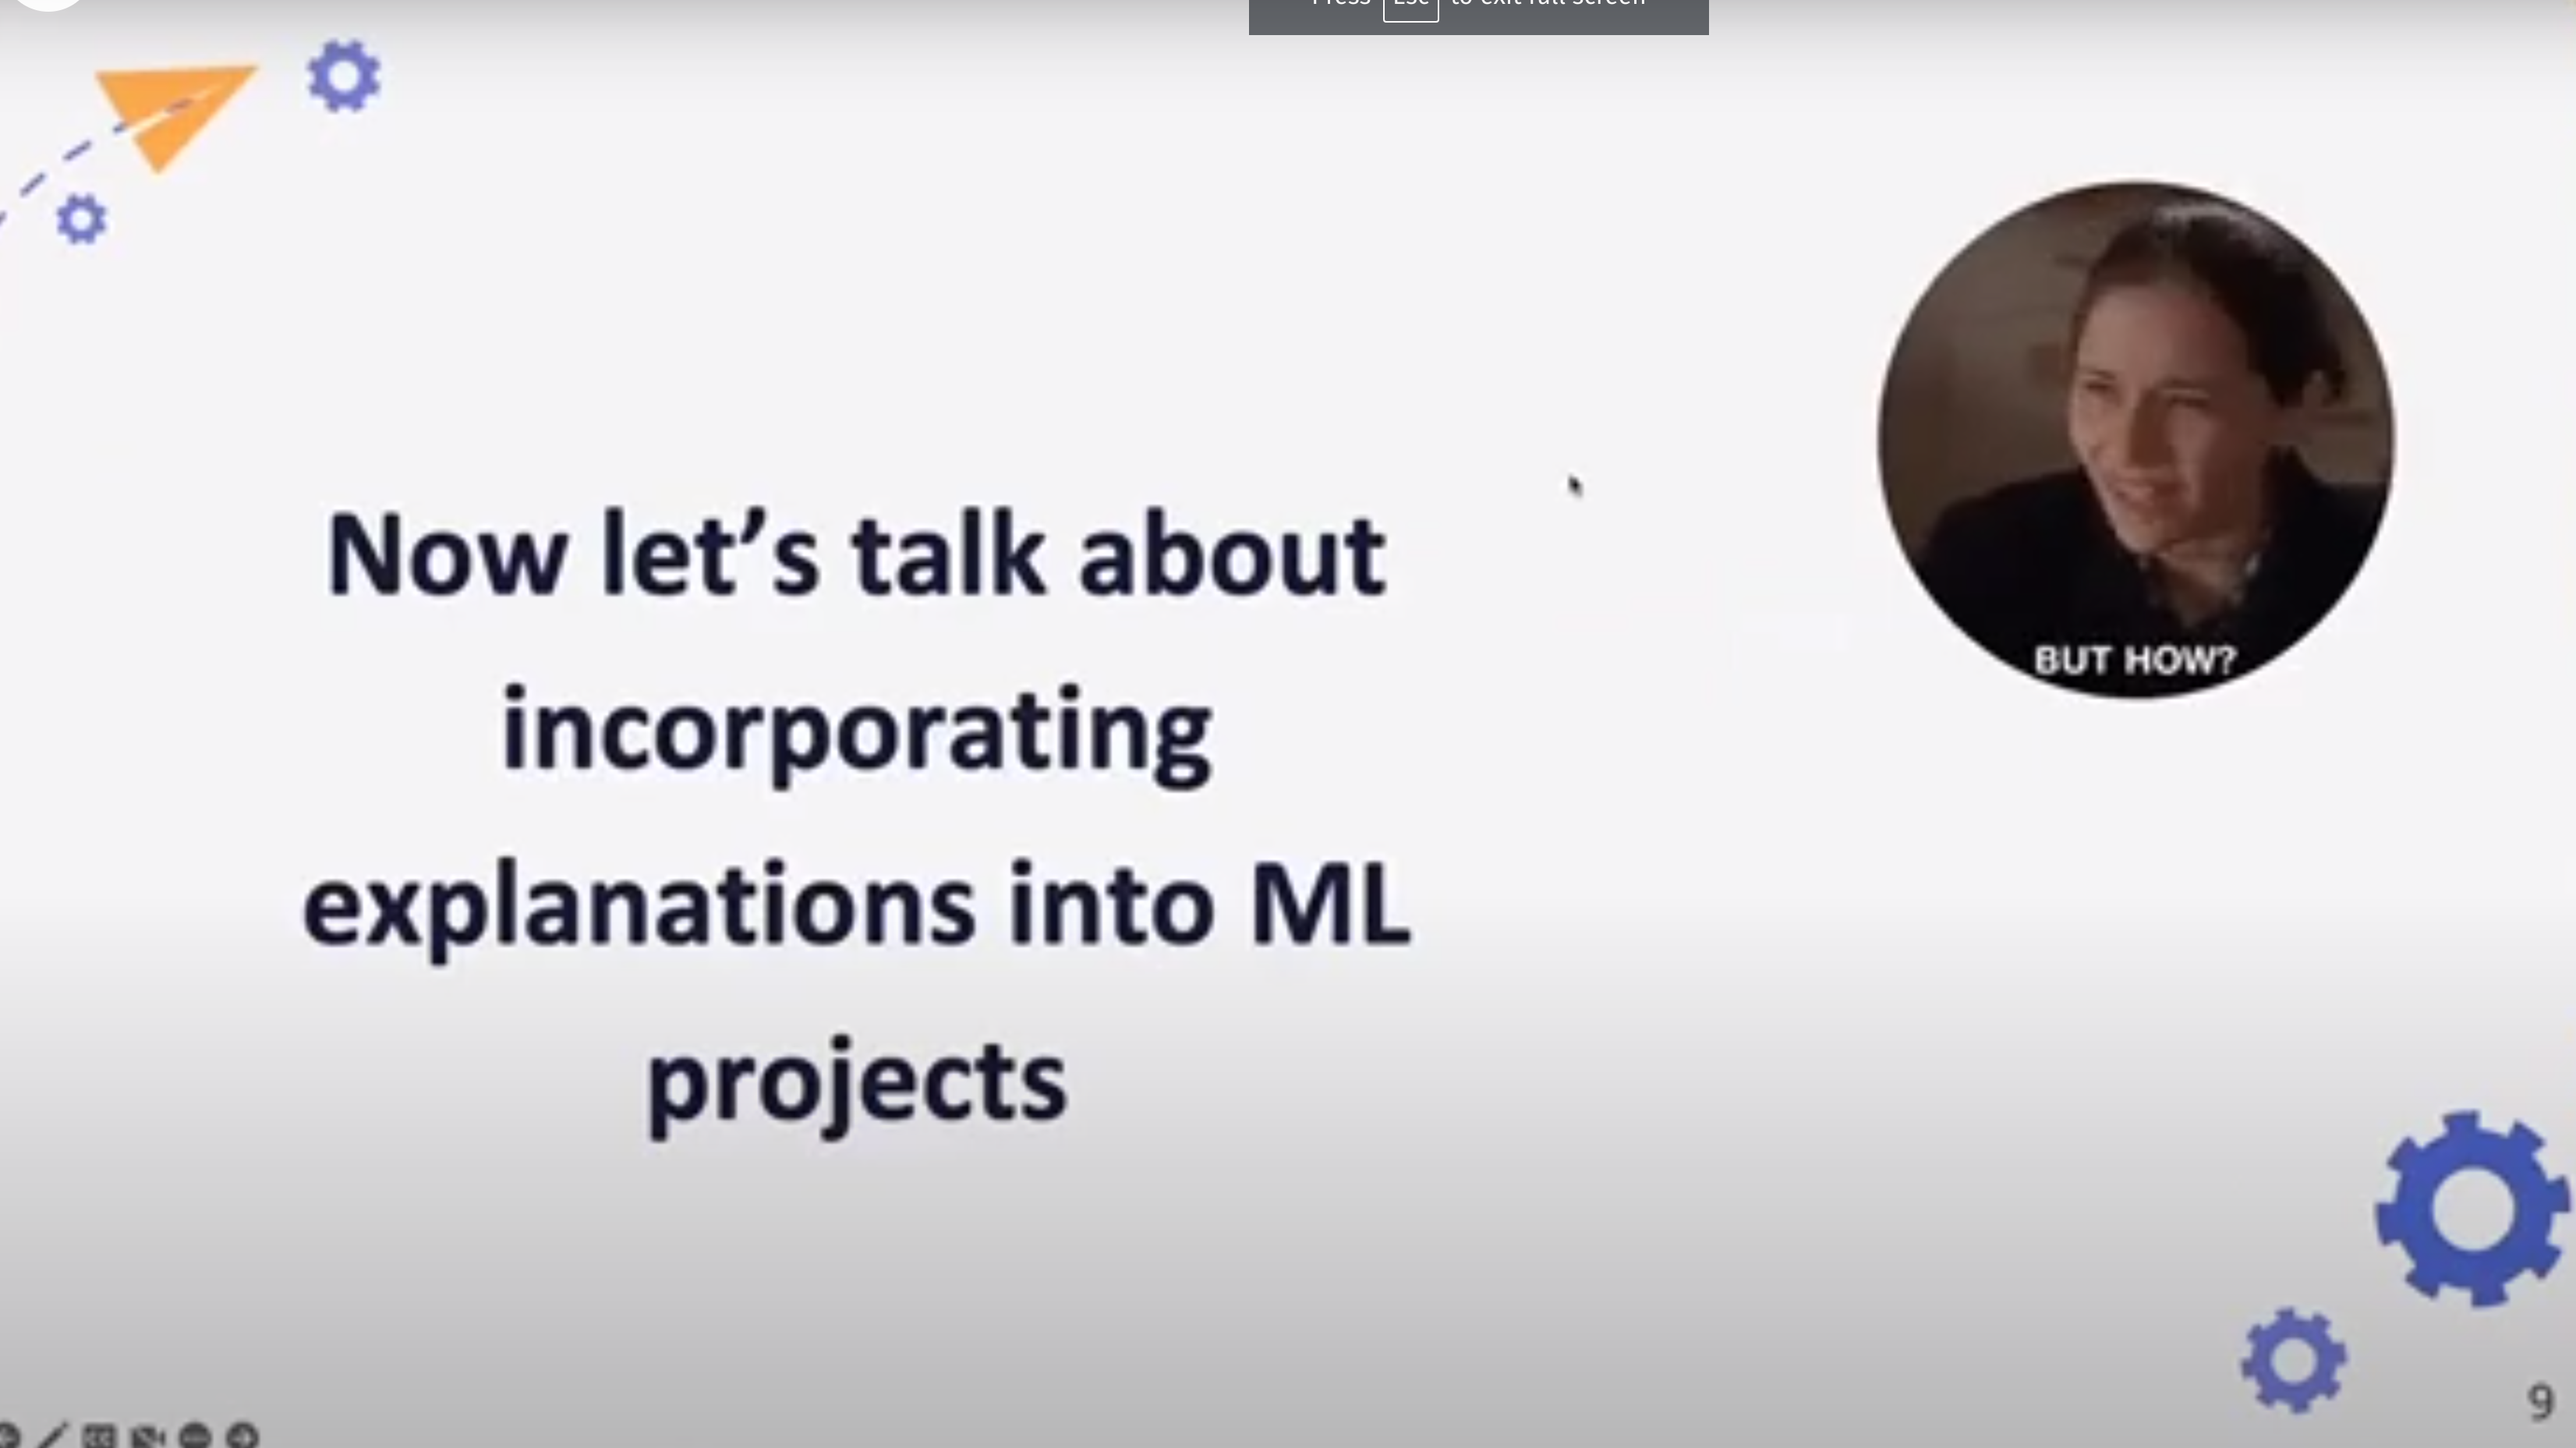 Press Esc to exit full screen
Now let’s talk about
incorporating
explanations into ML
projects
BUT HOW?
9